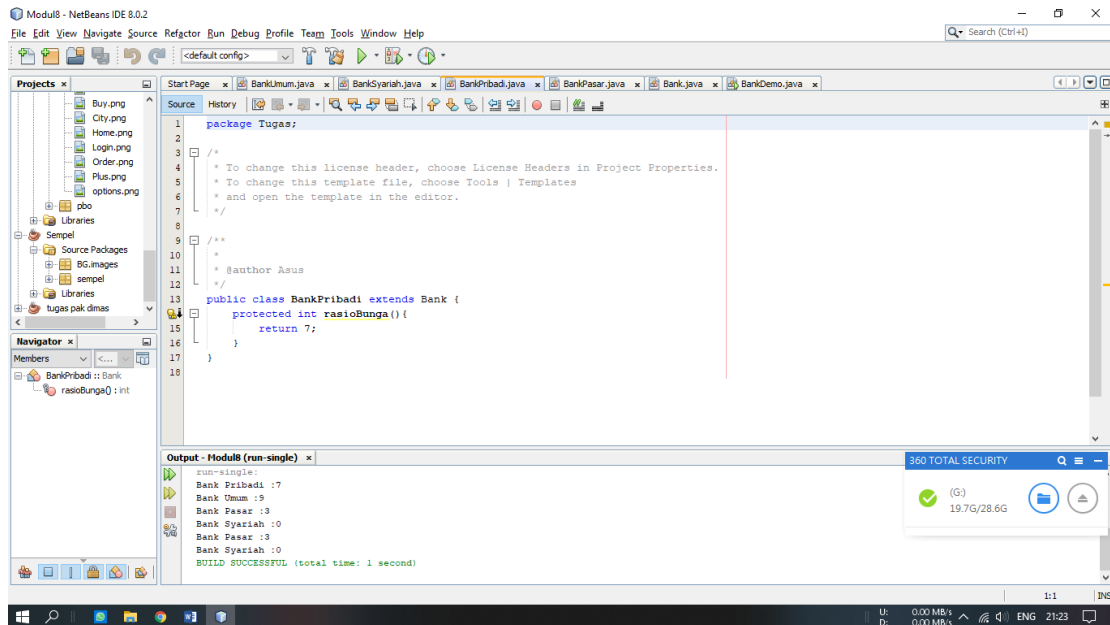 Modul8 - NetBeans IDE 8.0.2
File Edit View Navigate Source Refactor Run Debug Profile Team Tools Window Help
Search (Ctrl+I)
<default config>
Projects
Buy.png
City.png
Home.png
Login.png
Order.png
Plus.png
options.png
pbo
Libraries
Sempel
Source Packages
BG.images
sempel
Libraries
tugas pak dimas
Navigator
Members
<...
BankPribadi :: Bank
rasioBunga() : int
Start Page BankUmum.java BankSyariah.java BankPribadi.java BankPasar.java Bank.java BankDemo.java
Source History
1 package Tugas;
2
3 /*
4 * To change this license header, choose License Headers in Project Properties.
5 * To change this template file, choose Tools | Templates
6 * and open the template in the editor.
7 */
8
9 /**
10 *
11 * @author Asus
12 */
13 public class BankPribadi extends Bank {
protected int rasioBunga(){
15 return 7;
16 }
17 }
18
Output - Modul8 (run-single)
run-single:
Bank Pribadi :7
Bank Umum :9
Bank Pasar :3
Bank Syariah :0
Bank Pasar :3
Bank Syariah :0
BUILD SUCCESSFUL (total time: 1 second)
360 TOTAL SECURITY
(G:)
19.7G/28.6G
1:1 INS
U: 0.00 MB/s
D: 0.00 MB/s
ENG 21:23